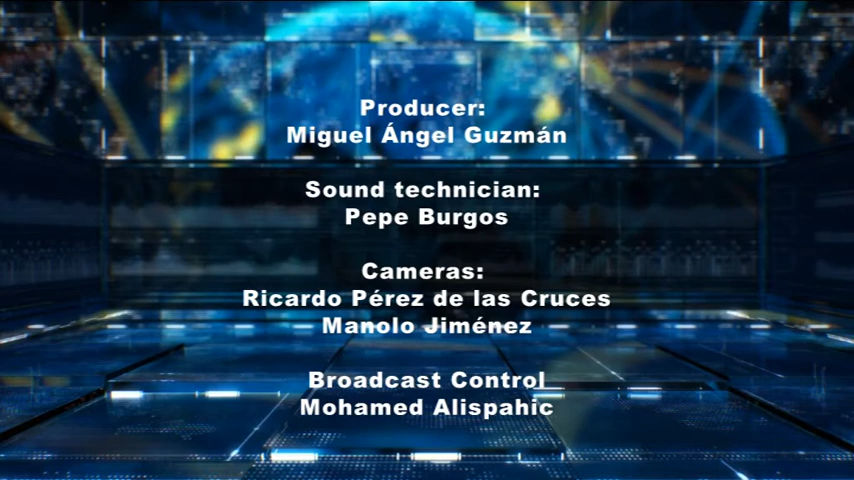 Producer:
Miguel Ángel Guzmán
Sound technician:
Pepe Burgos
Cameras:
Ricardo Pérez de las Cruces
Manolo Jiménez
Broadcast Control
Mohamed Alispahic